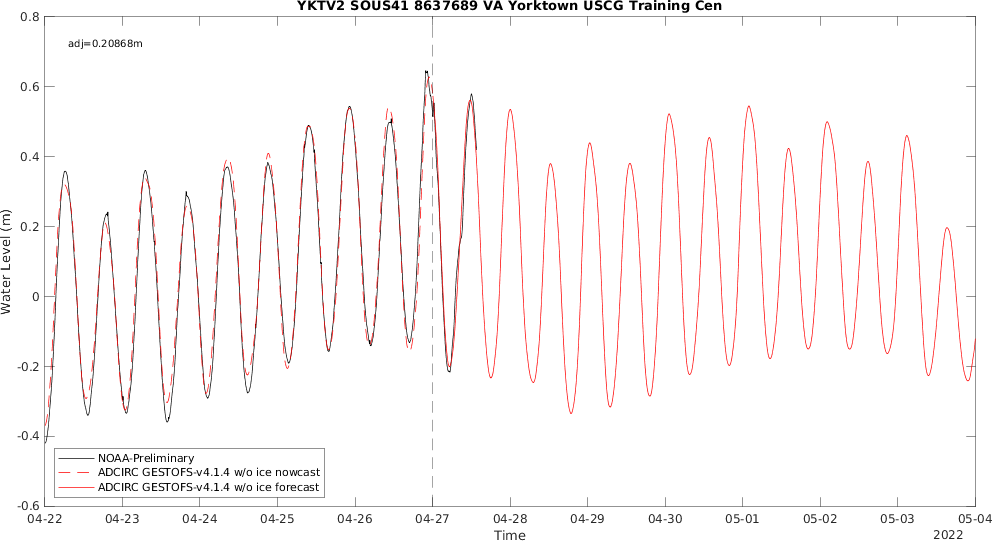 YKTV2 SOUS41 8637689 VA Yorktown USCG Training Cen
adj=0.20868m
0.8
0.6
0.4
0.2
0
-0.2
-0.4
-0.6
Water Level (m)
NOAA-Preliminary
ADCIRC GESTOFS-v4.1.4 w/o ice nowcast
ADCIRC GESTOFS-v4.1.4 w/o ice forecast
04-22 04-23 04-24 04-25 04-26 04-27 04-28 04-29 04-30 05-01 05-02 05-03 05-04
Time
2022